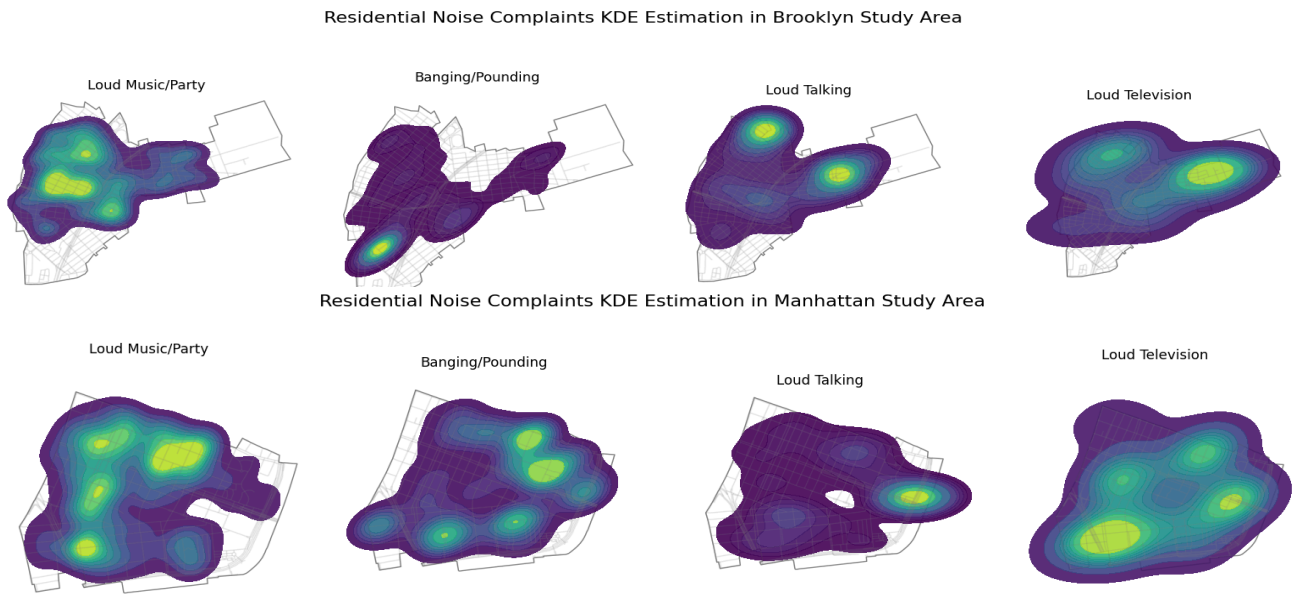 Residential Noise Complaints KDE Estimation in Brooklyn Study Area
Loud Music/Party
Banging/Pounding
Loud Talking
Loud Television
Residential Noise Complaints KDE Estimation in Manhattan Study Area
Loud Music/Party
Banging/Pounding
Loud Talking
Loud Television